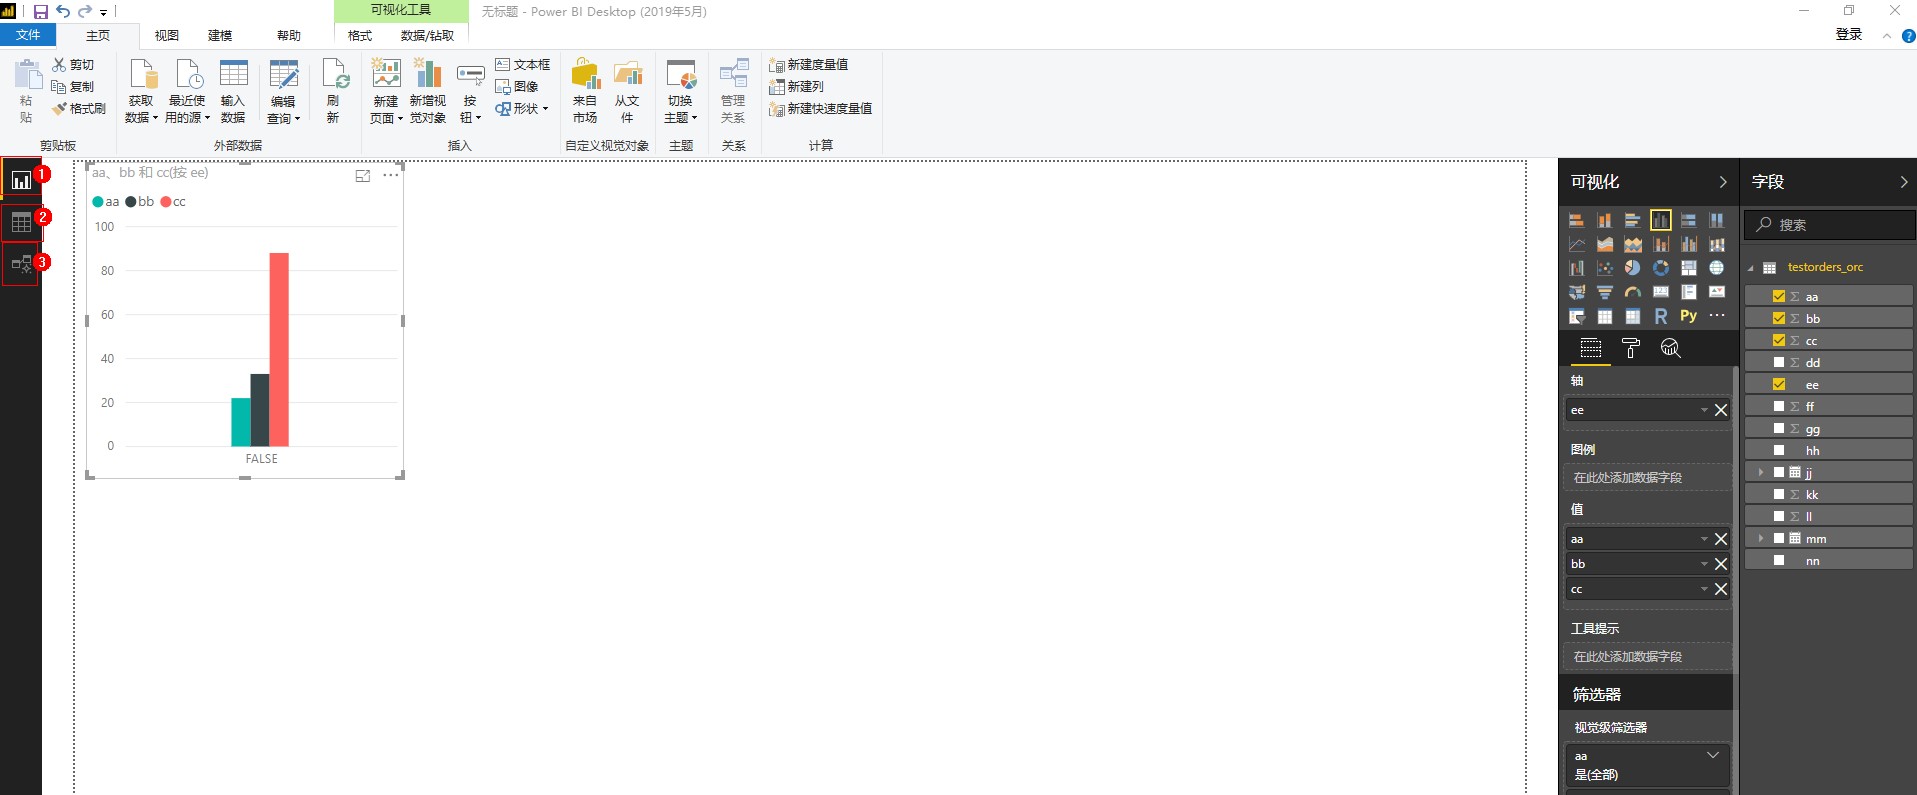 可视化工具
无标题 - Power BI Desktop (2019年5月)
文件 主页 视图 建模 帮助 格式 数据/钻取
登录
粘贴
剪切
复制
格式刷
剪贴板
获取数据
最近使用的源
输入数据
编辑查询
刷新
外部数据
新建页面
新增视觉对象
按钮
文本框
图像
形状
插入
来自市场
从文件
自定义视觉对象
切换主题
主题
管理关系
关系
新建度量值
新建列
新建快速度量值
计算
1
2
3
aa、bb 和 cc(按 ee)
aa bb cc
100
80
60
40
20
0
FALSE
可视化
R Py
轴
ee
图例
在此处添加数据字段
值
aa
bb
cc
工具提示
在此处添加数据字段
筛选器
视觉级筛选器
aa
是(全部)
字段
搜索
testorders_orc
Σ aa
Σ bb
Σ cc
dd
ee
Σ ff
Σ gg
hh
jj
Σ kk
Σ ll
mm
nn